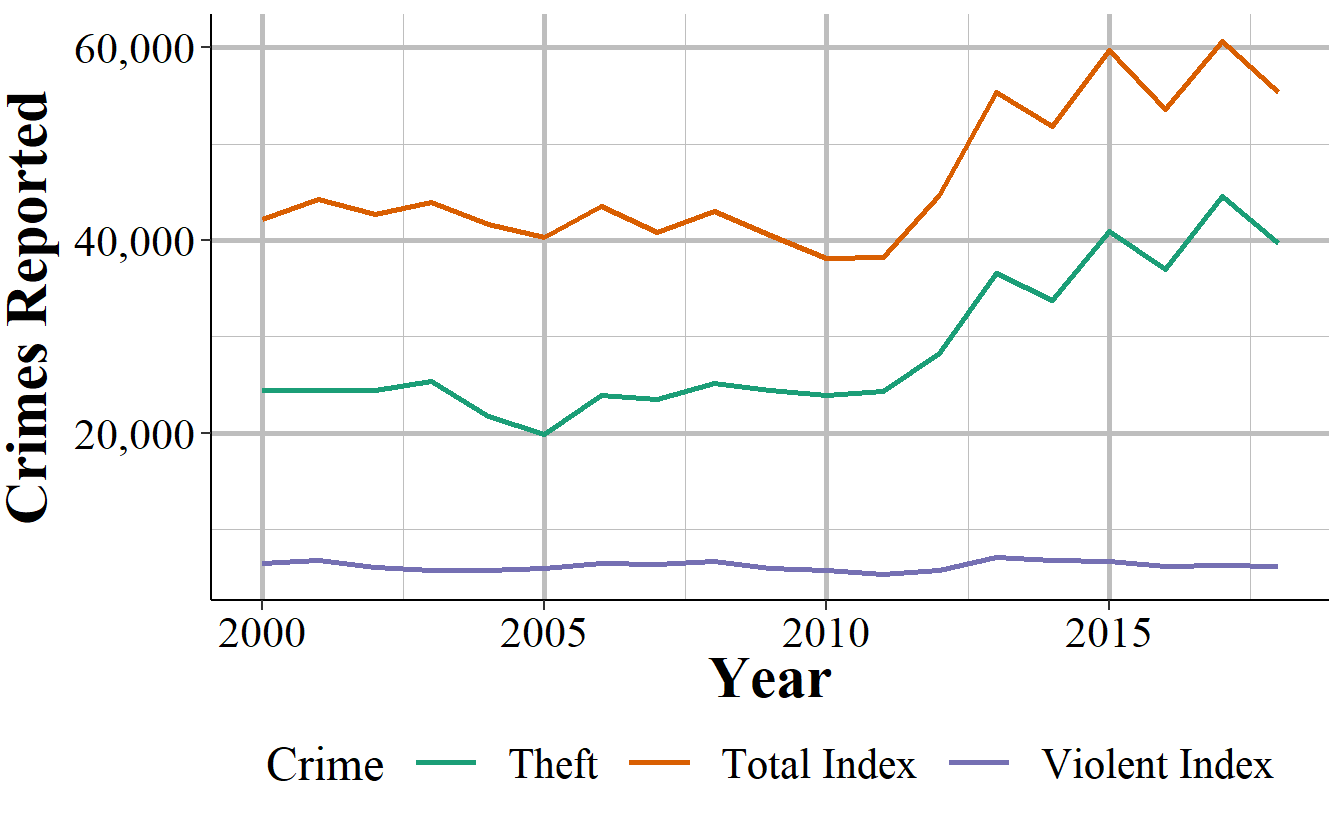 Crimes Reported
60,000
40,000
20,000
2000 2005 2010 2015
Year
Crime Theft Total Index Violent Index